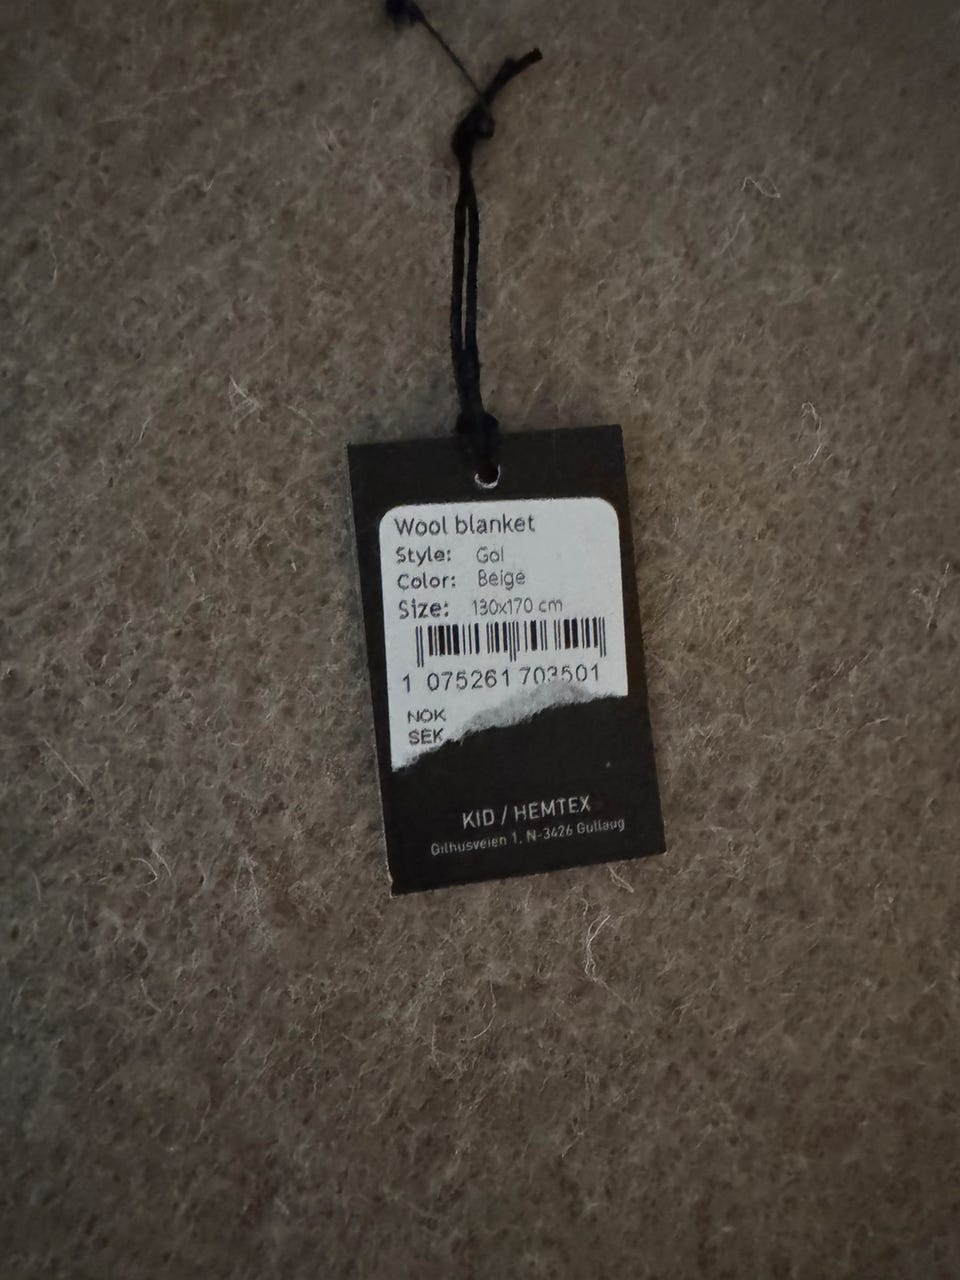 Wool blanket
Style: Gol
Color: Beige
Size: 130x170 cm
1 075261 703501
NOK
SEK
KID / HEMTEX
Gilhusveien 1, N-3426 Gullaug